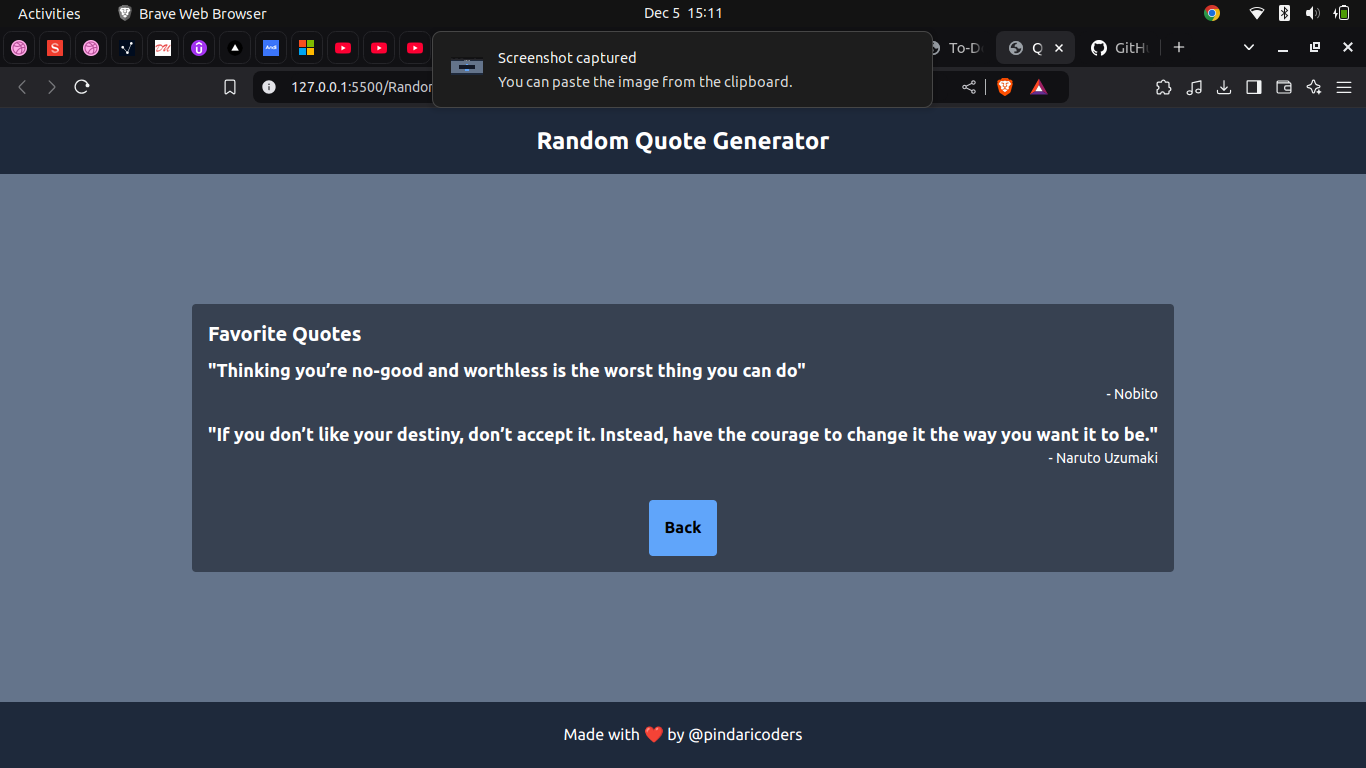 Activities
Brave Web Browser
Dec 5 15:11
S
DU
AndS
To-D
Q
GitH
Screenshot captured
You can paste the image from the clipboard.
127.0.0.1:5500/Randor
Random Quote Generator
Favorite Quotes
"Thinking you’re no-good and worthless is the worst thing you can do"
- Nobito
"If you don’t like your destiny, don’t accept it. Instead, have the courage to change it the way you want it to be."
- Naruto Uzumaki
Back
Made with ❤️ by @pindaricoders